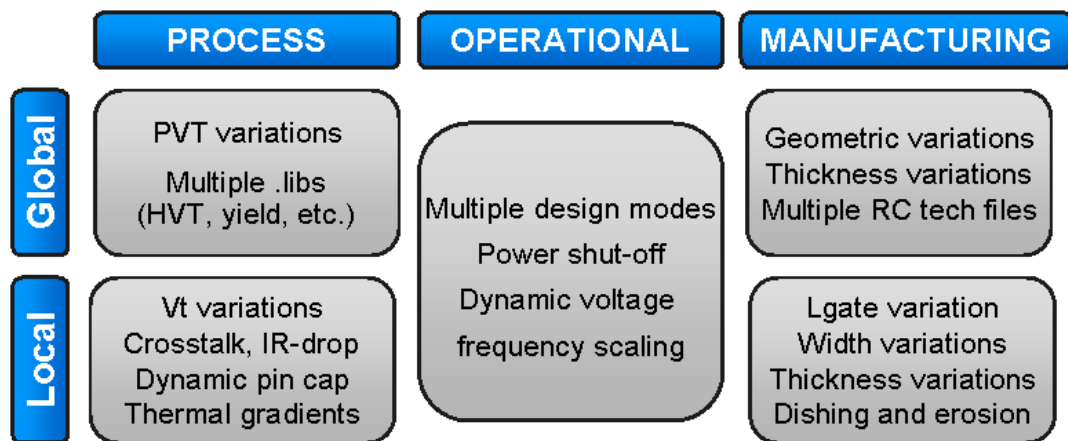 PROCESS
OPERATIONAL
MANUFACTURING
Global
PVT variations
Multiple .libs
(HVT, yield, etc.)
Multiple design modes
Power shut-off
Dynamic voltage
frequency scaling
Geometric variations
Thickness variations
Multiple RC tech files
Local
Vt variations
Crosstalk, IR-drop
Dynamic pin cap
Thermal gradients
Lgate variation
Width variations
Thickness variations
Dishing and erosion